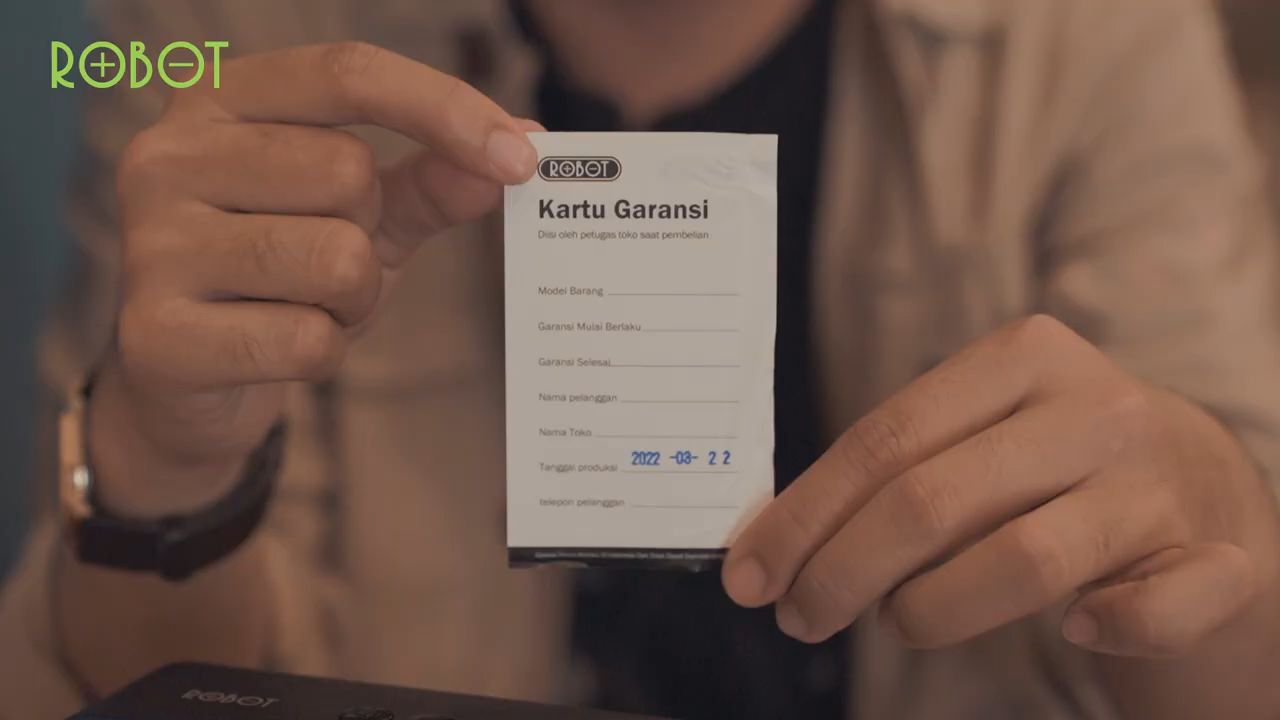 ROBOT
ROBOT
Kartu Garansi
Diisi oleh petugas toko saat pembelian
Model Barang
Garansi Mulai Berlaku
Garansi Selesai
Nama pelanggan
Nama Toko
Tanggal produksi 2022 -03- 22
telepon pelanggan
ROBOT